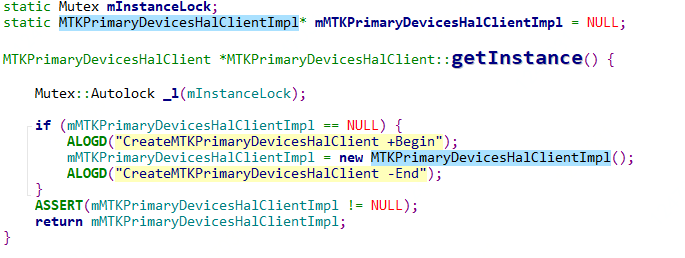 static Mutex mInstanceLock;
static MTKPrimaryDevicesHalClientImpl* mMTKPrimaryDevicesHalClientImpl = NULL;
MTKPrimaryDevicesHalClient *MTKPrimaryDevicesHalClient::getInstance() {
Mutex::Autolock _1(mInstanceLock);
if (mMTKPrimaryDevicesHalClientImpl == NULL) {
ALOGD("CreateMTKPrimaryDevicesHalClient +Begin");
mMTKPrimaryDevicesHalClientImpl = new MTKPrimaryDevicesHalClientImpl();
ALOGD("CreateMTKPrimaryDevicesHalClient -End");
}
ASSERT(mMTKPrimaryDevicesHalClientImpl != NULL);
return mMTKPrimaryDevicesHalClientImpl;
}